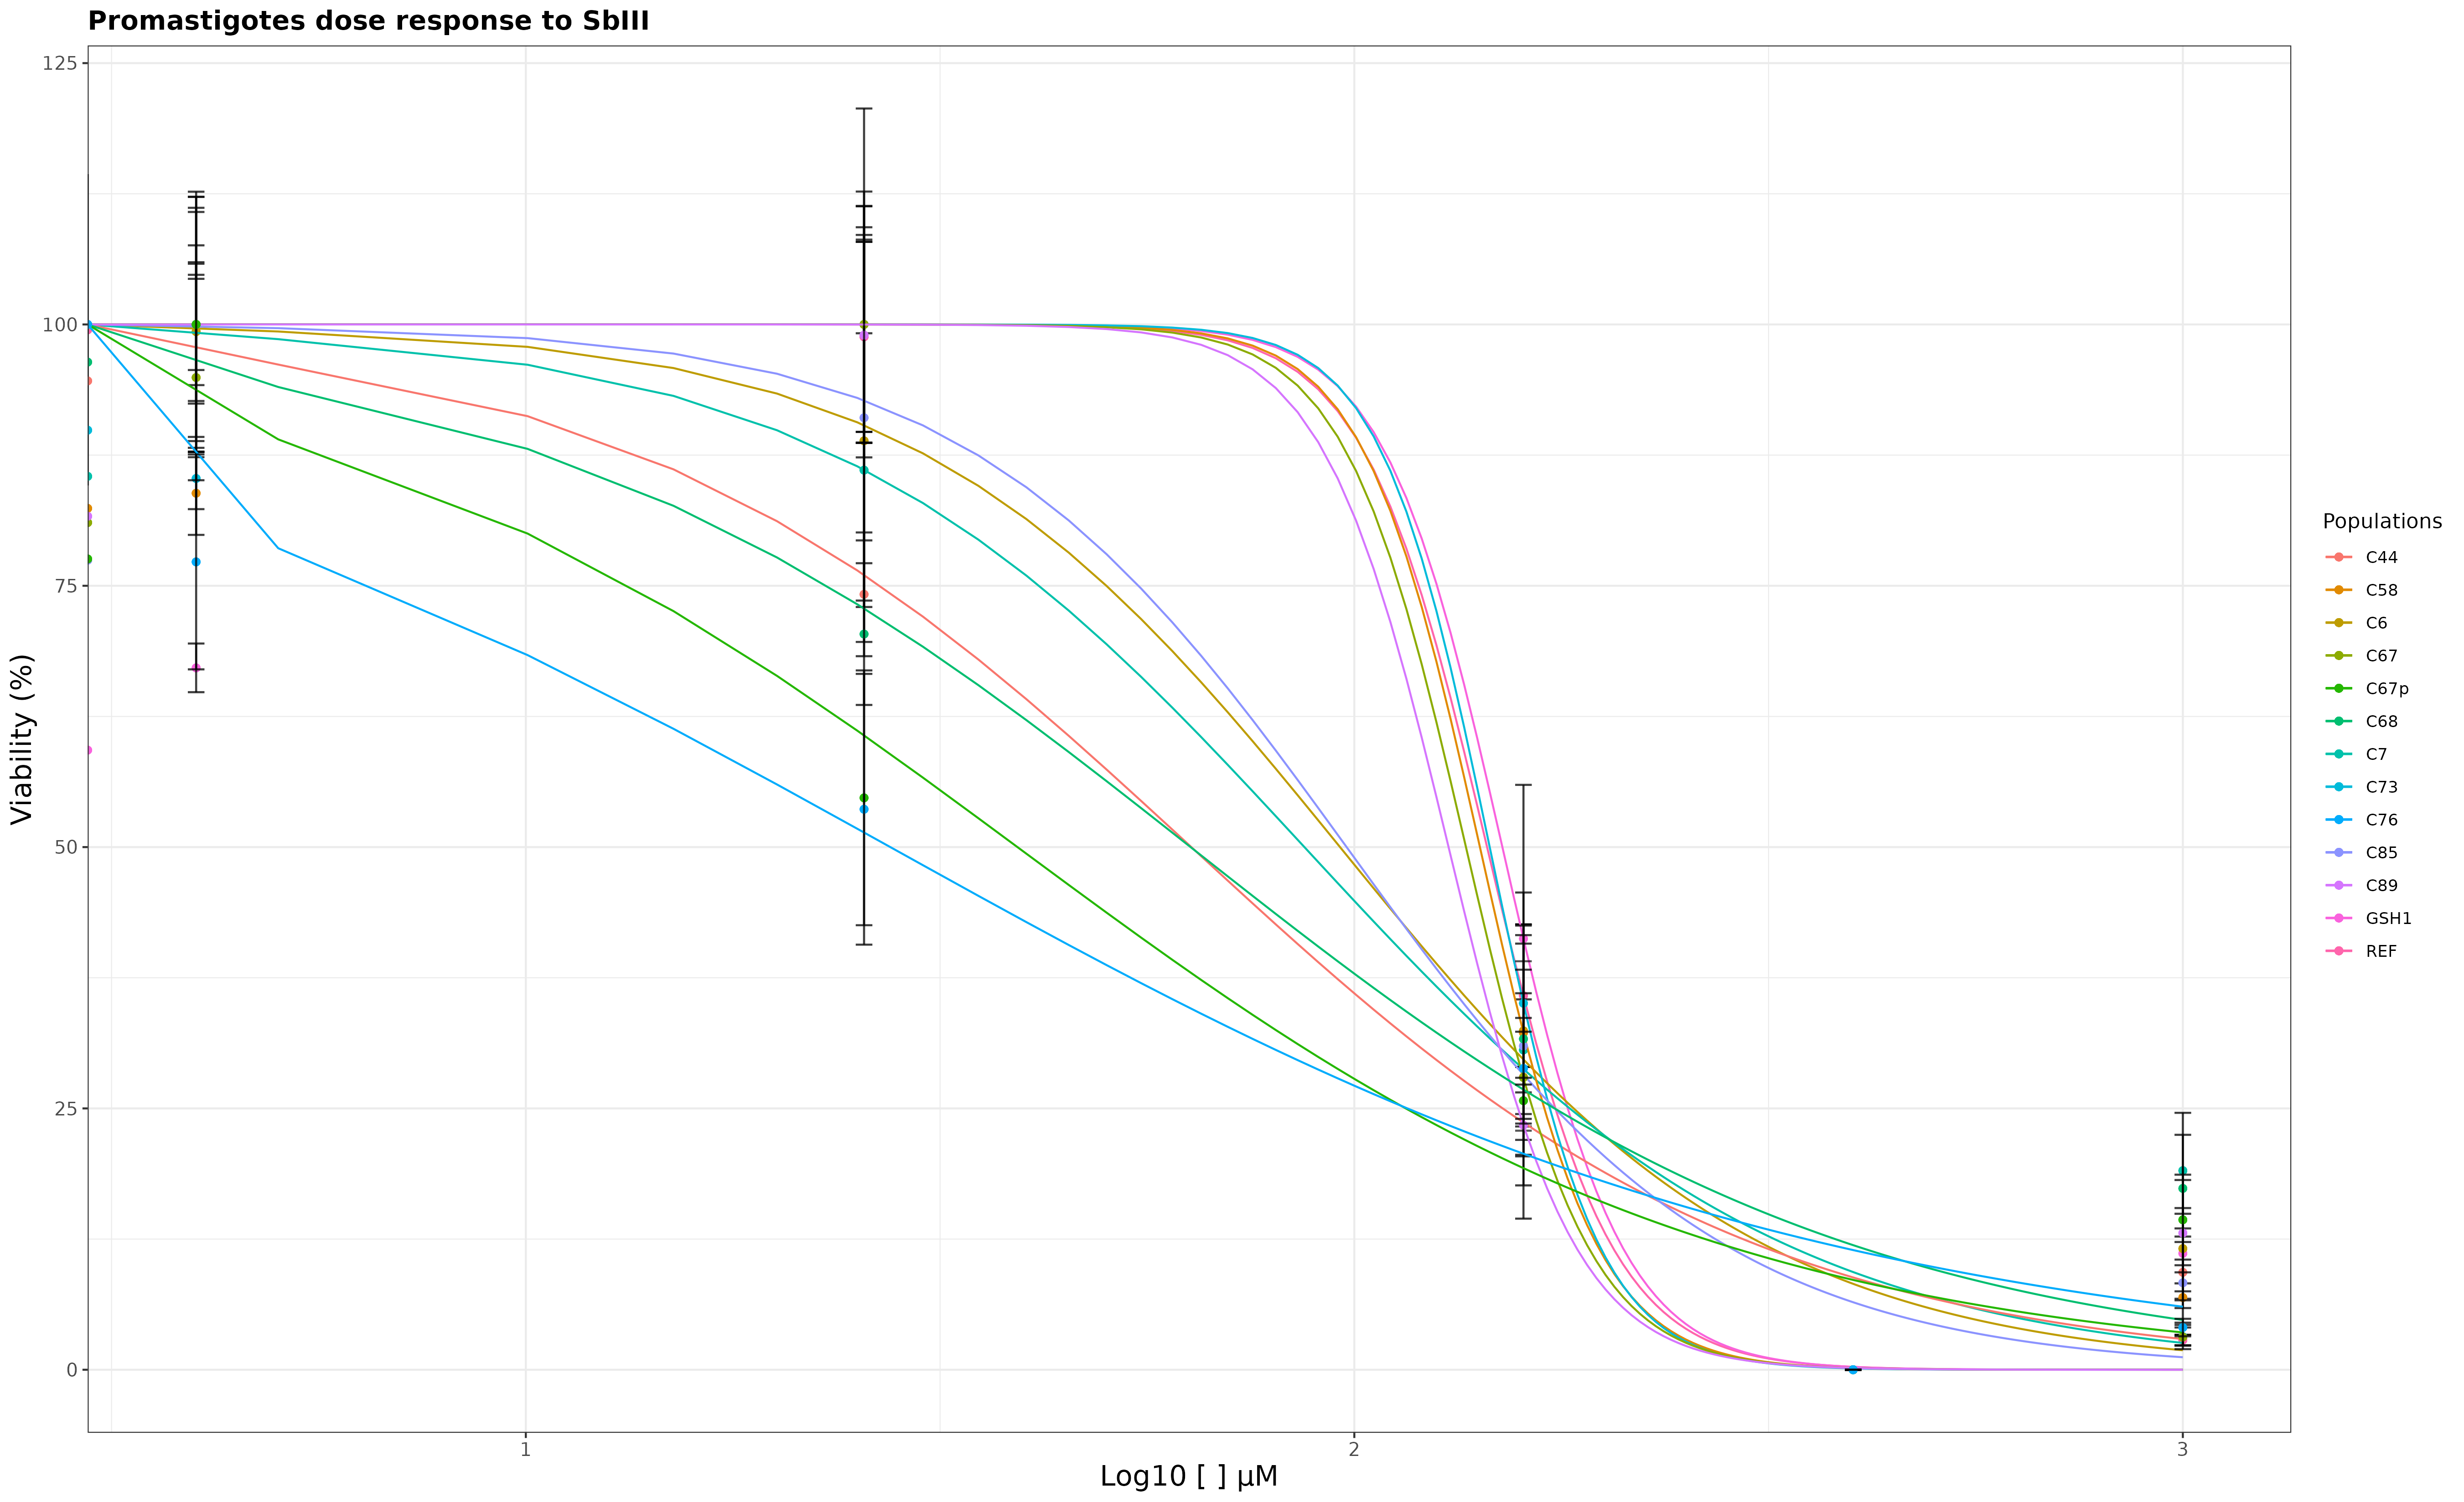 Promastigotes dose response to SbIII
125
100
75
50
25
0
Viability (%)
1
2
3
Log10 [ ] µM
Populations
C44
C58
C6
C67
C67p
C68
C7
C73
C76
C85
C89
GSH1
REF